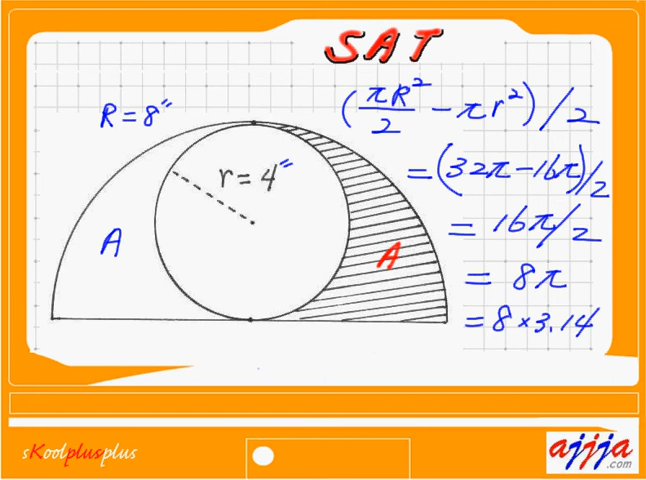 SAT
R = 8"
(πR²/2 - πr²)/2
r = 4"
= (32π - 16π)/2
A
= 16π/2
A
= 8π
= 8 × 3.14
sKoolplusplus
ajjja
.com